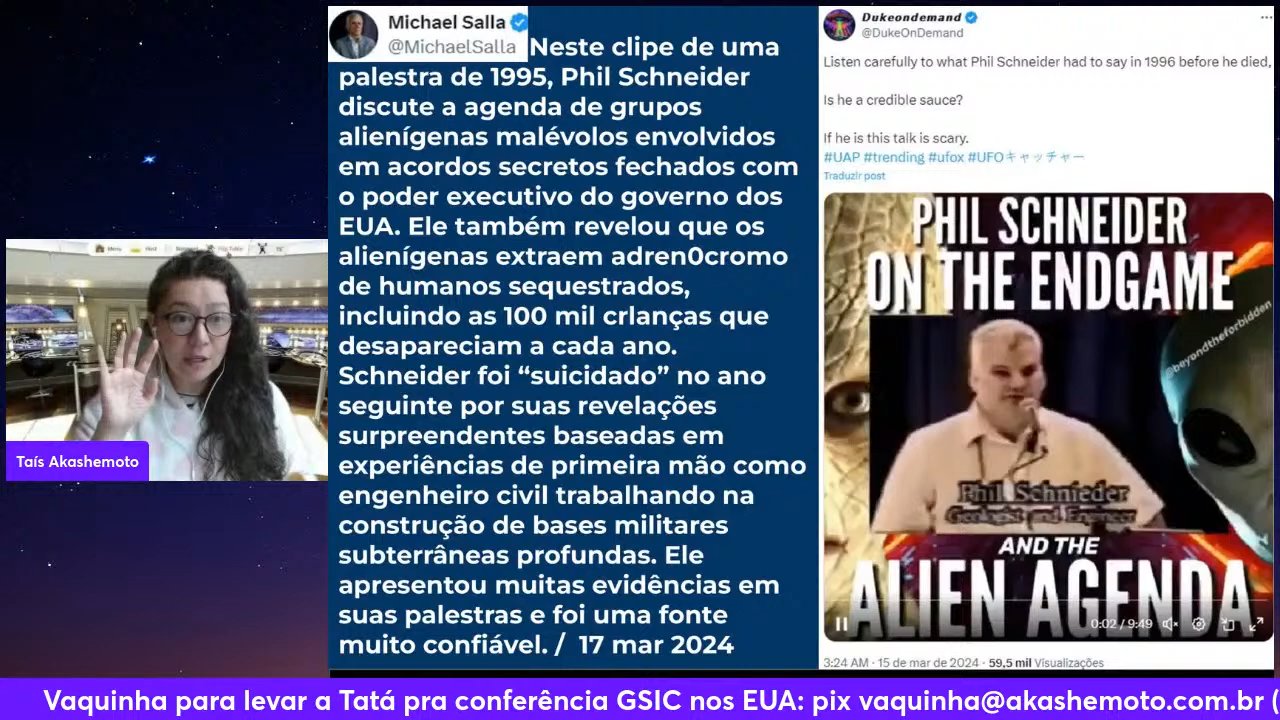 Michael Salla
@MichaelSalla
Neste clipe de uma
palestra de 1995, Phil Schneider
discute a agenda de grupos
alienígenas malévolos envolvidos
em acordos secretos fechados com
o poder executivo do governo dos
EUA. Ele também revelou que os
alienígenas extraem adren0cromo
de humanos sequestrados,
incluindo as 100 mil crlanças que
desapareciam a cada ano.
Schneider foi “suicidado” no ano
seguinte por suas revelações
surpreendentes baseadas em
experiências de primeira mão como
engenheiro civil trabalhando na
construção de bases militares
subterrâneas profundas. Ele
apresentou muitas evidências em
suas palestras e foi uma fonte
muito confiável. / 17 mar 2024
Dukeondemand
@DukeOnDemand
Listen carefully to what Phil Schneider had to say in 1996 before he died,
Is he a credible sauce?
If he is this talk is scary.
#UAP #trending #ufox #UFOキャッチャー
Traduzir post
PHIL SCHNEIDER
ON THE ENDGAME
@beyondtheforbidden
Phil Schnieder
Geologist and Engineer
AND THE
ALIEN AGENDA
0:02 / 9:49
3:24 AM · 15 de mar de 2024 · 59,5 mil Visualizações
Menu
Taís Akashemoto
Vaquinha para levar a Tatá pra conferência GSIC nos EUA: pix vaquinha@akashemoto.com.br (